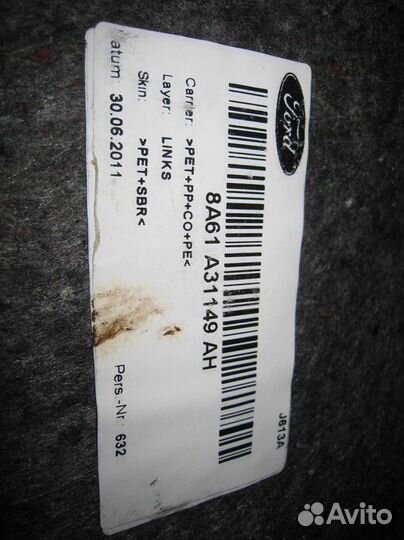 Ford
8A61 A31149 AH
J813A
Carrier: >PET+PP+CO+PE<
Layer: LINKS
Skin: >PET+SBR<
atum: 30.06.2011
Pers.-Nr.: 632
Avito